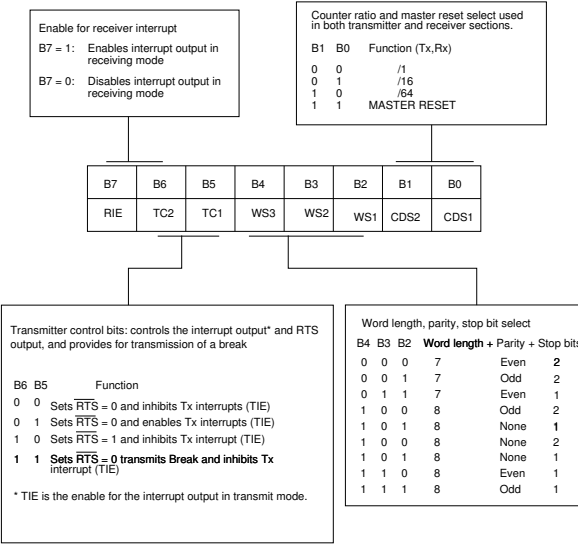 Enable for receiver interrupt
B7 = 1: Enables interrupt output in
receiving mode
B7 = 0: Disables interrupt output in
receiving mode
Counter ratio and master reset select used
in both transmitter and receiver sections.
B1 B0 Function (Tx,Rx)
0 0 /1
0 1 /16
1 0 /64
1 1 MASTER RESET
B7 B6 B5 B4 B3 B2 B1 B0
RIE TC2 TC1 WS3 WS2 WS1 CDS2 CDS1
Transmitter control bits: controls the interrupt output* and RTS
output, and provides for transmission of a break
B6 B5 Function
0 0 Sets RTS = 0 and inhibits Tx interrupts (TIE)
0 1 Sets RTS = 0 and enables Tx interrupts (TIE)
1 0 Sets RTS = 1 and inhibits Tx interrupt (TIE)
1 1 Sets RTS = 0 transmits Break and inhibits Tx
interrupt (TIE)
* TIE is the enable for the interrupt output in transmit mode.
Word length, parity, stop bit select
B4 B3 B2 Word length + Parity + Stop bits
0 0 0 7 Even 2
0 0 1 7 Odd 2
0 1 1 7 Even 1
1 0 0 8 Odd 2
1 0 1 8 None 1
1 0 0 8 None 2
1 0 1 8 None 1
1 1 0 8 Even 1
1 1 1 8 Odd 1